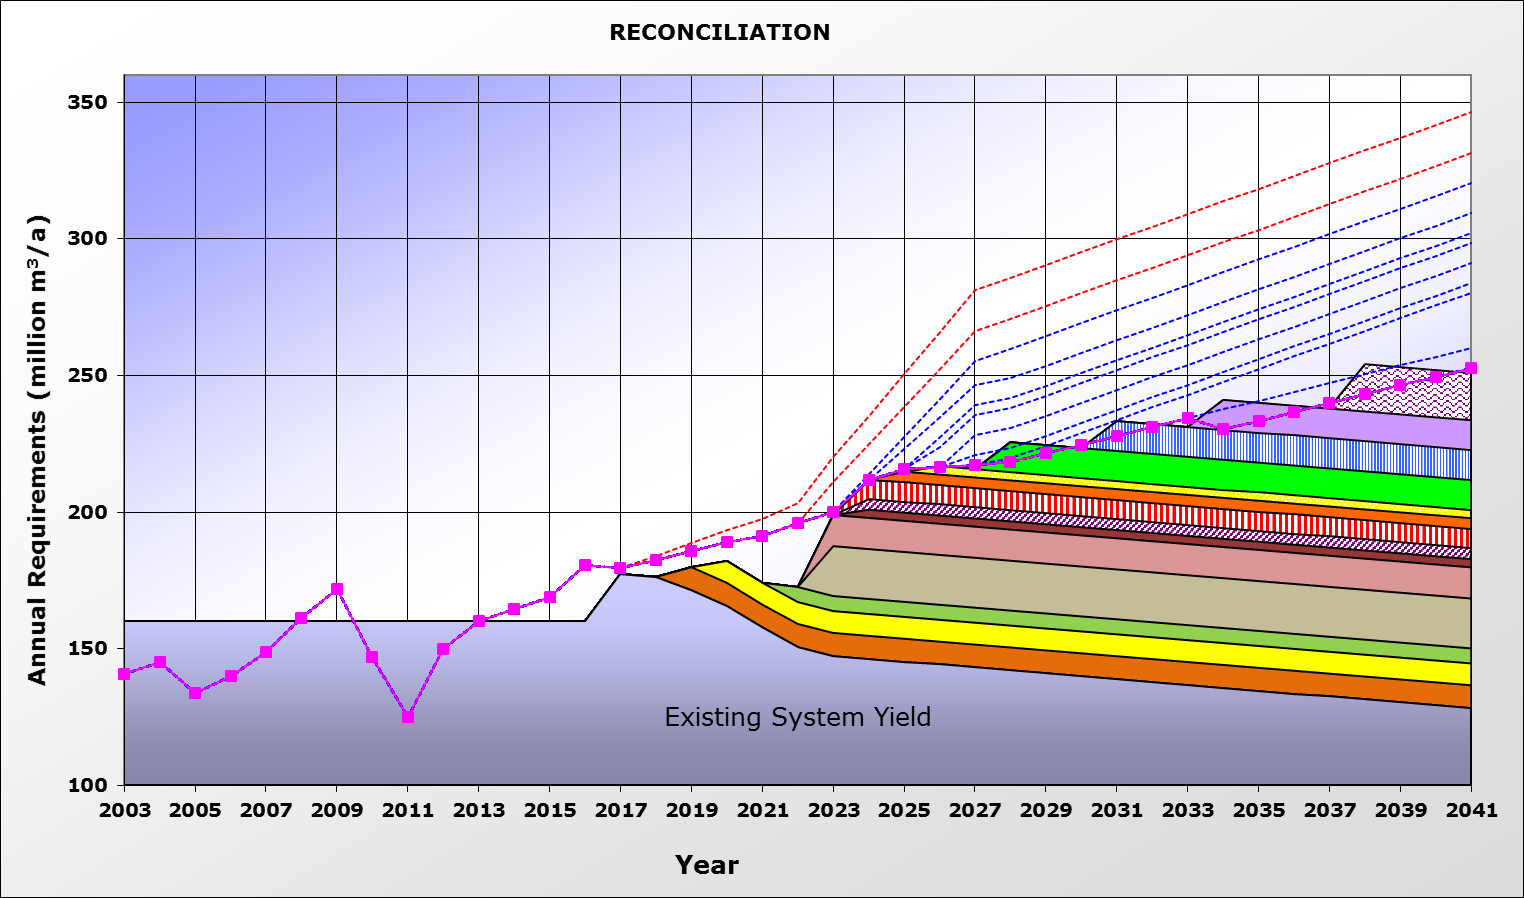 RECONCILIATION
Annual Requirements (million m³/a)
350
300
250
200
150
100
Existing System Yield
2003 2005 2007 2009 2011 2013 2015 2017 2019 2021 2023 2025 2027 2029 2031 2033 2035 2037 2039 2041
Year